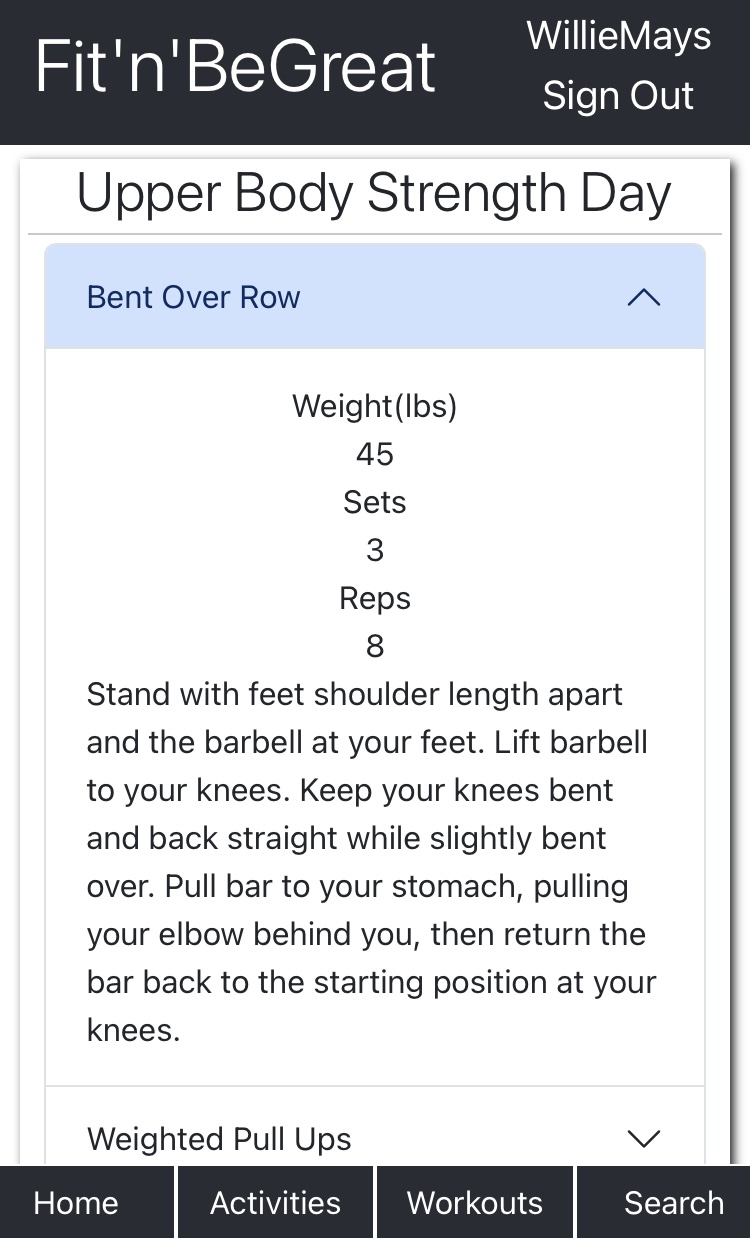 Fit'n'BeGreat
WillieMays
Sign Out
Upper Body Strength Day
Bent Over Row
Weight(lbs)
45
Sets
3
Reps
8
Stand with feet shoulder length apart
and the barbell at your feet. Lift barbell
to your knees. Keep your knees bent
and back straight while slightly bent
over. Pull bar to your stomach, pulling
your elbow behind you, then return the
bar back to the starting position at your
knees.
Weighted Pull Ups
Home Activities Workouts Search